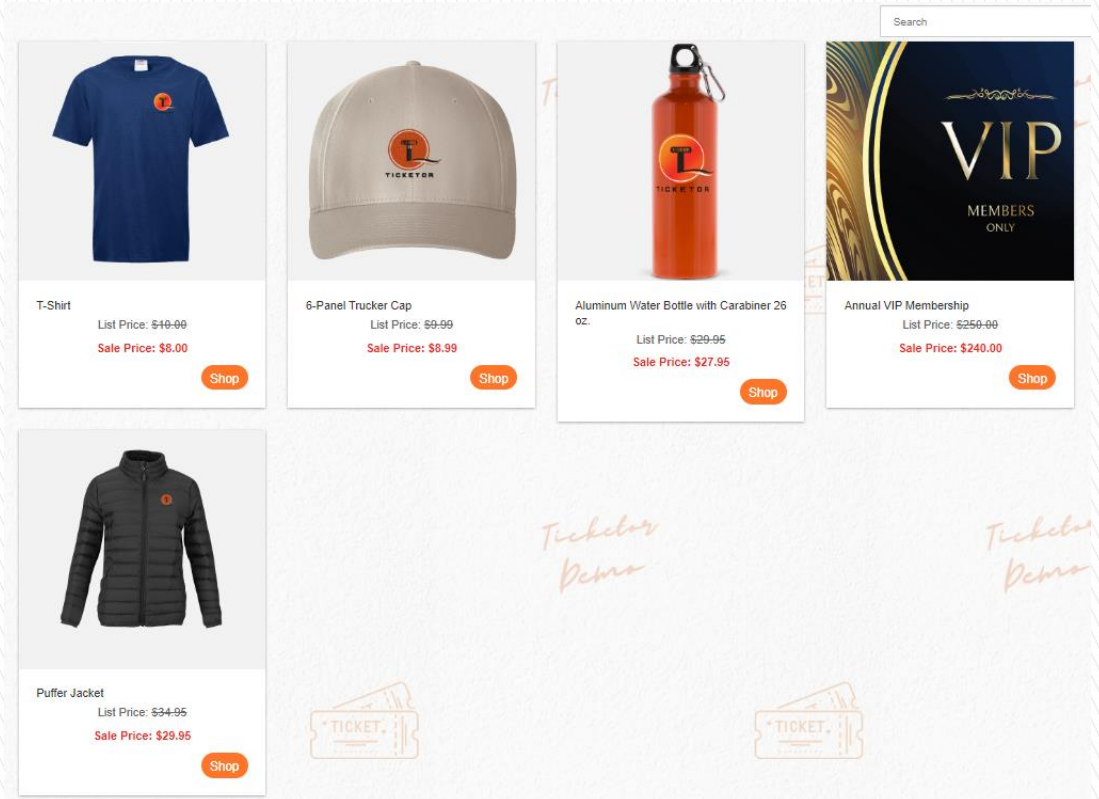 Search
TICKETOR
TICKETOR
VIP
MEMBERS
ONLY
T-Shirt
List Price: $10.00
Sale Price: $8.00
Shop
6-Panel Trucker Cap
List Price: $9.99
Sale Price: $8.99
Shop
Aluminum Water Bottle with Carabiner 26
oz.
List Price: $29.95
Sale Price: $27.95
Shop
Annual VIP Membership
List Price: $250.00
Sale Price: $240.00
Shop
Puffer Jacket
List Price: $34.95
Sale Price: $29.95
Shop
Ticketor
Demo
Ticketor
Demo
TICKET
TICKET